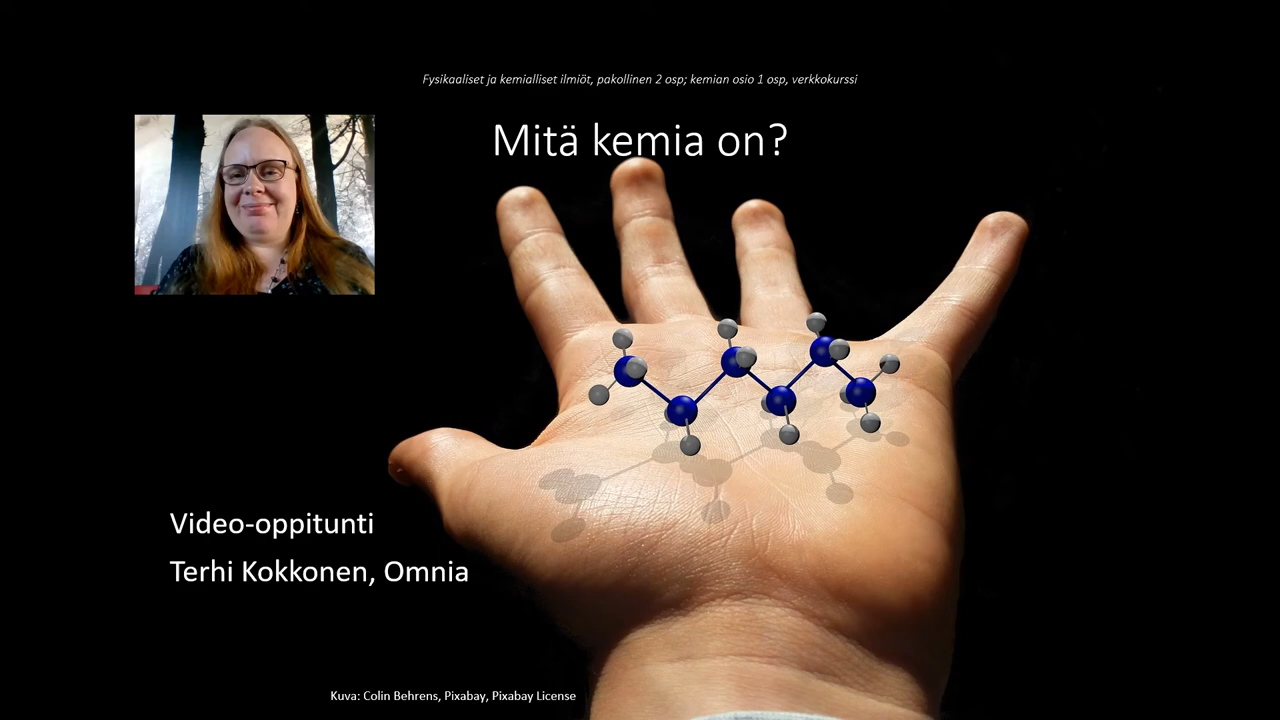 Fysikaaliset ja kemialliset ilmiöt, pakollinen 2 osp; kemian osio 1 osp, verkkokurssi
Mitä kemia on?
Video-oppitunti
Terhi Kokkonen, Omnia
Kuva: Colin Behrens, Pixabay, Pixabay License